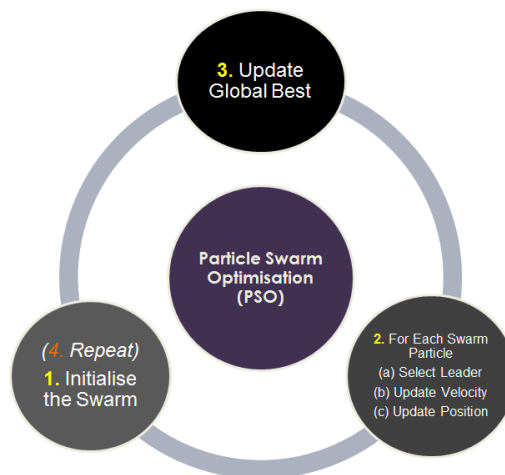 3. Update
Global Best
Particle Swarm
Optimisation
(PSO)
(4. Repeat)
1. Initialise
the Swarm
2. For Each Swarm
Particle
(a) Select Leader
(b) Update Velocity
(c) Update Position